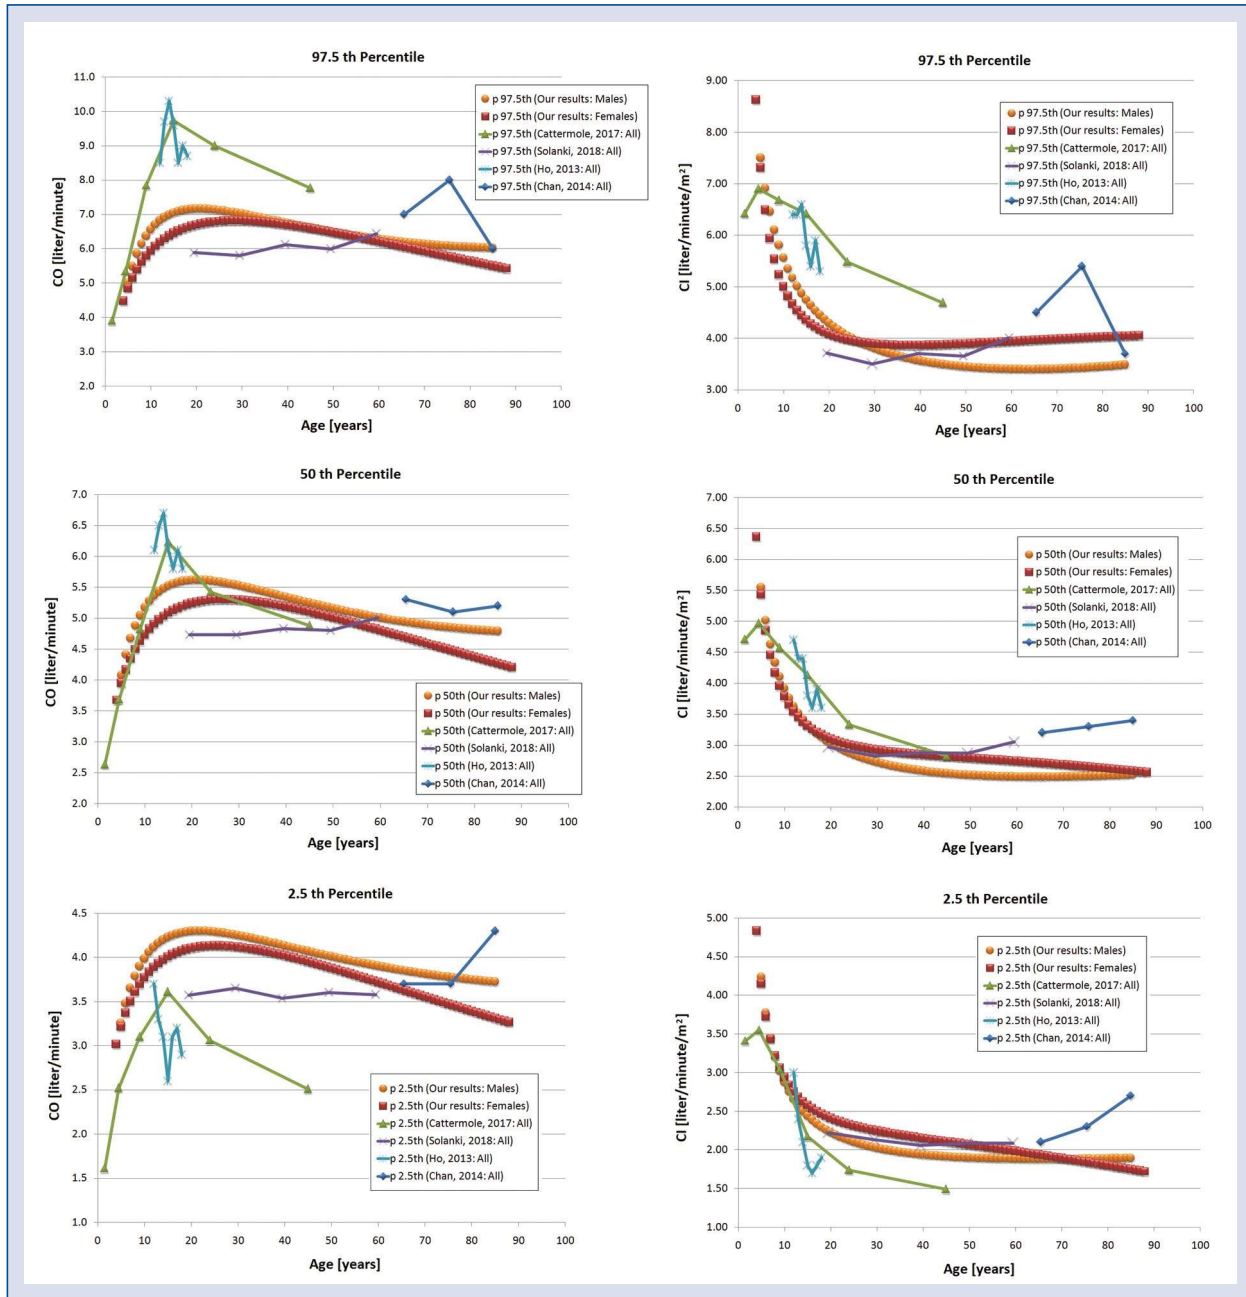 97.5 th Percentile
11.0
10.0
9.0
8.0
7.0
6.0
5.0
4.0
3.0
2.0
CO [liter/minute]
p 97.5th (Our results: Males)
p 97.5th (Our results: Females)
p 97.5th (Cattermole, 2017: All)
p 97.5th (Solanki, 2018: All)
p 97.5th (Ho, 2013: All)
p 97.5th (Chan, 2014: All)
0 10 20 30 40 50 60 70 80 90 100
Age [years]
97.5 th Percentile
9.00
8.00
7.00
6.00
5.00
4.00
3.00
CI [liter/minute/m²]
p 97.5th (Our results: Males)
p 97.5th (Our results: Females)
p 97.5th (Cattermole, 2017: All)
p 97.5th (Solanki, 2018: All)
p 97.5th (Ho, 2013: All)
p 97.5th (Chan, 2014: All)
0 10 20 30 40 50 60 70 80 90 100
Age [years]
50 th Percentile
7.0
6.5
6.0
5.5
5.0
4.5
4.0
3.5
3.0
2.5
2.0
CO [liter/minute]
p 50th (Our results: Males)
p 50th (Our results: Females)
p 50th (Cattermole, 2017: All)
p 50th (Solanki, 2018: All)
p 50th (Ho, 2013: All)
p 50th (Chan, 2014: All)
0 10 20 30 40 50 60 70 80 90 100
Age [years]
50 th Percentile
7.00
6.50
6.00
5.50
5.00
4.50
4.00
3.50
3.00
2.50
2.00
CI [liter/minute/m²]
p 50th (Our results: Males)
p 50th (Our results: Females)
p 50th (Cattermole, 2017: All)
p 50th (Solanki, 2018: All)
p 50th (Ho, 2013: All)
p 50th (Chan, 2014: All)
0 10 20 30 40 50 60 70 80 90 100
Age [years]
2.5 th Percentile
4.5
4.0
3.5
3.0
2.5
2.0
1.5
1.0
CO [liter/minute]
p 2.5th (Our results: Males)
p 2.5th (Our results: Females)
p 2.5th (Cattermole, 2017: All)
p 2.5th (Solanki, 2018: All)
p 2.5th (Ho, 2013: All)
p 2.5th (Chan, 2014: All)
0 10 20 30 40 50 60 70 80 90 100
Age [years]
2.5 th Percentile
5.00
4.50
4.00
3.50
3.00
2.50
2.00
1.50
1.00
CI [liter/minute/m²]
p 2.5th (Our results: Males)
p 2.5th (Our results: Females)
p 2.5th (Cattermole, 2017: All)
p 2.5th (Solanki, 2018: All)
p 2.5th (Ho, 2013: All)
p 2.5th (Chan, 2014: All)
0 10 20 30 40 50 60 70 80 90 100
Age [years]